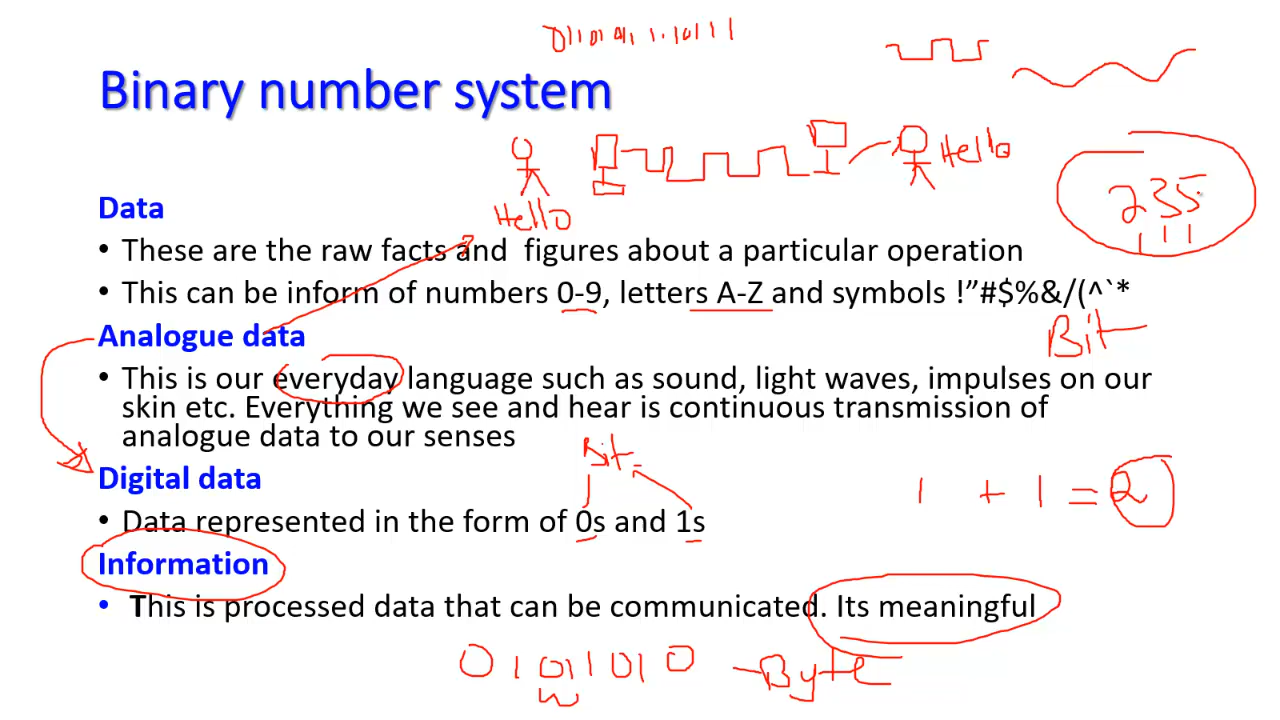 Binary number system
Hello
Hello
235
Data
• These are the raw facts and figures about a particular operation
• This can be inform of numbers 0-9, letters A-Z and symbols !”#$%&/(^`*
Bit
Analogue data
• This is our everyday language such as sound, light waves, impulses on our
skin etc. Everything we see and hear is continuous transmission of
analogue data to our senses
Bit
Digital data
1 + 1 = 2
• Data represented in the form of 0s and 1s
Information
• This is processed data that can be communicated. Its meaningful
01011010 - Byte